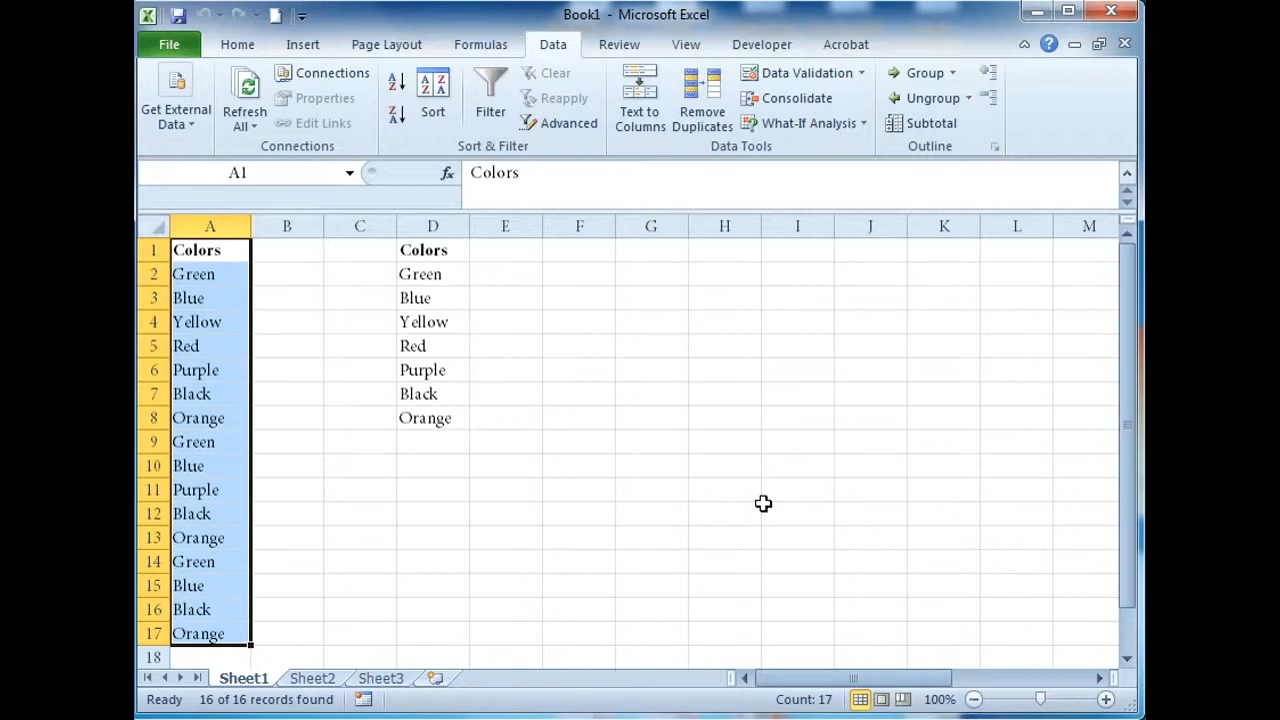 Book1 - Microsoft Excel
File Home Insert Page Layout Formulas Data Review View Developer Acrobat
Get External Data
Refresh All
Connections
Properties
Edit Links
Connections
Sort
Filter
Clear
Reapply
Advanced
Sort & Filter
Text to Columns
Remove Duplicates
Data Validation
Consolidate
What-If Analysis
Data Tools
Group
Ungroup
Subtotal
Outline
A1 fx Colors
A B C D E F G H I J K L M
1 Colors Colors
2 Green Green
3 Blue Blue
4 Yellow Yellow
5 Red Red
6 Purple Purple
7 Black Black
8 Orange Orange
9 Green
10 Blue
11 Purple
12 Black
13 Orange
14 Green
15 Blue
16 Black
17 Orange
18
Sheet1 Sheet2 Sheet3
Ready 16 of 16 records found Count: 17 100%